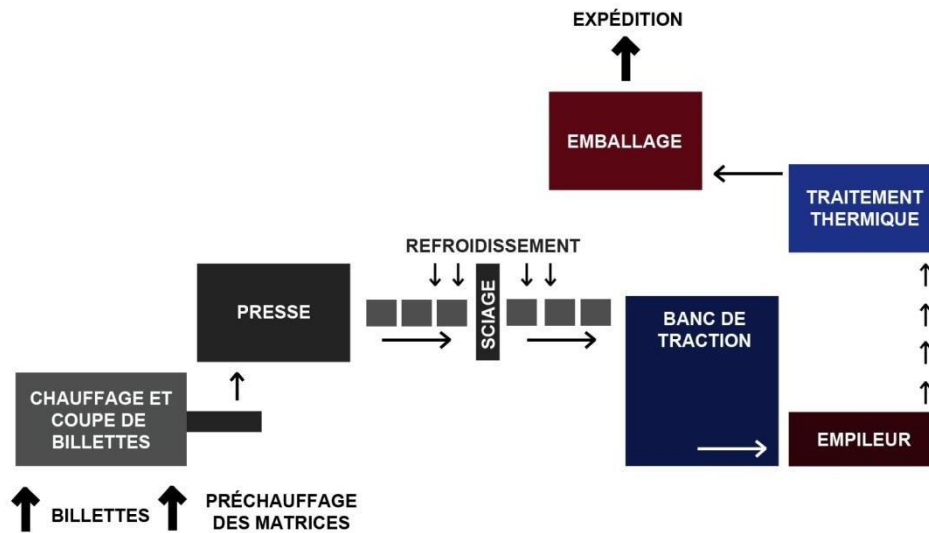 EXPÉDITION
EMBALLAGE
TRAITEMENT
THERMIQUE
REFROIDISSEMENT
PRESSE
SCIAGE
BANC DE
TRACTION
CHAUFFAGE ET
COUPE DE
BILLETTES
EMPILEUR
BILLETTES
PRÉCHAUFFAGE
DES MATRICES